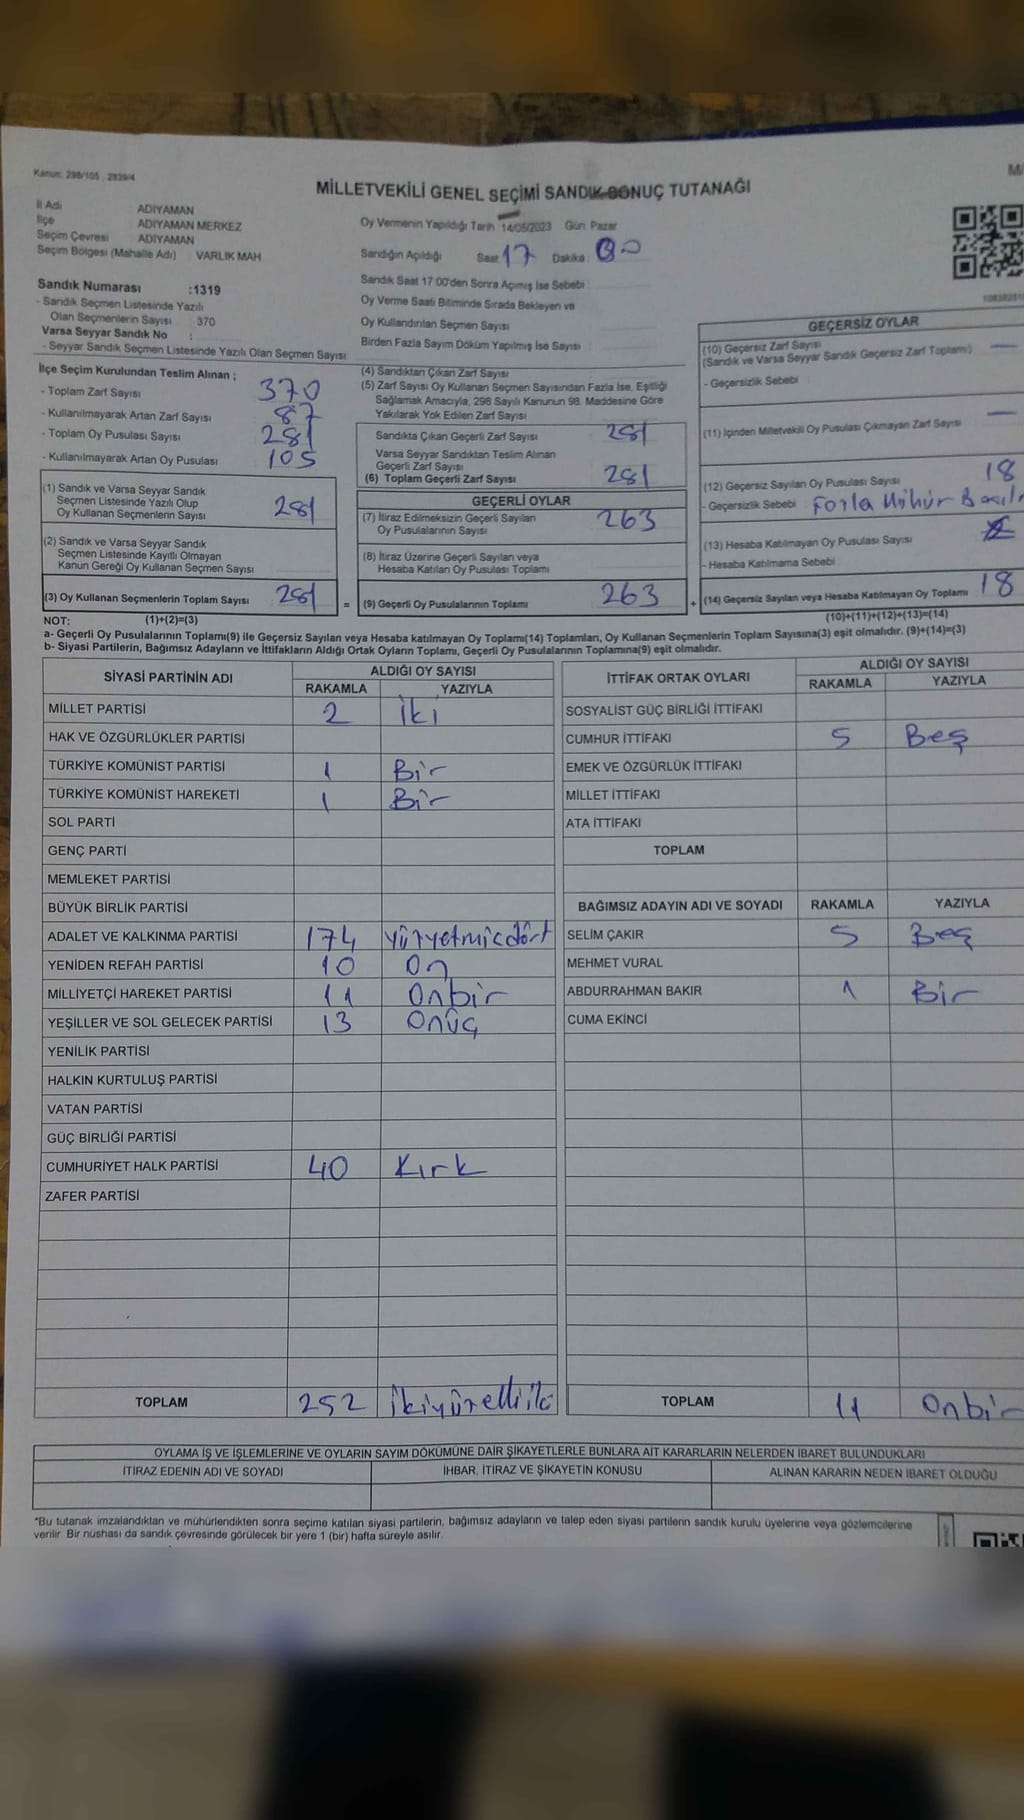 Kanun: 298/105 , 2839/4
MİLLETVEKİLİ GENEL SEÇİMİ SANDIK SONUÇ TUTANAĞI
İl Adı ADIYAMAN
İlçe ADIYAMAN MERKEZ
Seçim Çevresi ADIYAMAN
Seçim Bölgesi (Mahalle Adı) VARLIK MAH
Oy Vermenin Yapıldığı Tarih :14/05/2023 Gün: Pazar
Sandığın Açıldığı Saat 17 Dakika 00
Sandık Numarası :1319
- Sandık Seçmen Listesinde Yazılı
Olan Seçmenlerin Sayısı 370
Varsa Seyyar Sandık No :
- Seyyar Sandık Seçmen Listesinde Yazılı Olan Seçmen Sayısı
Sandık Saat 17:00'den Sonra Açımış İse Sebebi
Oy Verme Saati Bitiminde Sırada Bekleyen ve
Oy Kullandırılan Seçmen Sayısı
Birden Fazla Sayım Döküm Yapılmış İse Sayısı
İlçe Seçim Kurulundan Teslim Alınan ;
- Toplam Zarf Sayısı 370
- Kullanılmayarak Artan Zarf Sayısı 87
- Toplam Oy Pusulası Sayısı 281
- Kullanılmayarak Artan Oy Pusulası 105
(1) Sandık ve Varsa Seyyar Sandık
Seçmen Listesinde Yazılı Olup
Oy Kullanan Seçmenlerin Sayısı 281
(2) Sandık ve Varsa Seyyar Sandık
Seçmen Listesinde Kayıtlı Olmayan
Kanun Gereği Oy Kullanan Seçmen Sayısı
(3) Oy Kullanan Seçmenlerin Toplam Sayısı 281 =
(4) Sandıktan Çıkan Zarf Sayısı
(5) Zarf Sayısı Oy Kullanan Seçmen Sayısından Fazla İse, Eşitliği
Sağlamak Amacıyla, 298 Sayılı Kanunun 98. Maddesine Göre
Yakılarak Yok Edilen Zarf Sayısı
Sandıkta Çıkan Geçerli Zarf Sayısı 281
Varsa Seyyar Sandıktan Teslim Alınan
Geçerli Zarf Sayısı
(6) Toplam Geçerli Zarf Sayısı 281
GEÇERLİ OYLAR
(7) İtiraz Edilmeksizin Geçerli Sayılan
Oy Pusulalarının Sayısı 263
(8) İtiraz Üzerine Geçerli Sayılan veya
Hesaba Katılan Oy Pusulası Toplamı
(9) Geçerli Oy Pusulalarının Toplamı 263 +
GEÇERSİZ OYLAR
(10) Geçersiz Zarf Sayısı —
(Sandık ve Varsa Seyyar Sandık Geçersiz Zarf Toplamı)
- Geçersizlik Sebebi
(11) İçinden Milletvekili Oy Pusulası Çıkmayan Zarf Sayısı —
(12) Geçersiz Sayılan Oy Pusulası Sayısı 18
- Geçersizlik Sebebi Fazla Mühür
(13) Hesaba Katılmayan Oy Pusulası Sayısı
- Hesaba Katılmama Sebebi
(14) Geçersiz Sayılan veya Hesaba Katılmayan Oy Toplamı 18
NOT: (1)+(2)=(3) (10)+(11)+(12)+(13)=(14)
a- Geçerli Oy Pusulalarının Toplamı(9) ile Geçersiz Sayılan veya Hesaba katılmayan Oy Toplamı(14) Toplamları, Oy Kullanan Seçmenlerin Toplam Sayısına(3) eşit olmalıdır. (9)+(14)=(3)
b- Siyasi Partilerin, Bağımsız Adayların ve İttifakların Aldığı Ortak Oyların Toplamı, Geçerli Oy Pusulalarının Toplamına(9) eşit olmalıdır.
SİYASİ PARTİNİN ADI ALDIĞI OY SAYISI
RAKAMLA YAZIYLA
MİLLET PARTİSİ 2 İki
HAK VE ÖZGÜRLÜKLER PARTİSİ
TÜRKİYE KOMÜNİST PARTİSİ 1 Bir
TÜRKİYE KOMÜNİST HAREKETİ 1 Bir
SOL PARTİ
GENÇ PARTİ
MEMLEKET PARTİSİ
BÜYÜK BİRLİK PARTİSİ
ADALET VE KALKINMA PARTİSİ 174 Yüzyetmişdört
YENİDEN REFAH PARTİSİ 10 On
MİLLİYETÇİ HAREKET PARTİSİ 11 Onbir
YEŞİLLER VE SOL GELECEK PARTİSİ 13 Onüç
YENİLİK PARTİSİ
HALKIN KURTULUŞ PARTİSİ
VATAN PARTİSİ
GÜÇ BİRLİĞİ PARTİSİ
CUMHURİYET HALK PARTİSİ 40 Kırk
ZAFER PARTİSİ
TOPLAM 252 İkiyüzelliiki
İTTİFAK ORTAK OYLARI ALDIĞI OY SAYISI
RAKAMLA YAZIYLA
SOSYALİST GÜÇ BİRLİĞİ İTTİFAKI
CUMHUR İTTİFAKI 5 Beş
EMEK VE ÖZGÜRLÜK İTTİFAKI
MİLLET İTTİFAKI
ATA İTTİFAKI
TOPLAM
BAĞIMSIZ ADAYIN ADI VE SOYADI RAKAMLA YAZIYLA
SELİM ÇAKIR 5 Beş
MEHMET VURAL
ABDURRAHMAN BAKIR 1 Bir
CUMA EKİNCİ
TOPLAM 11 Onbir
OYLAMA İŞ VE İŞLEMLERİNE VE OYLARIN SAYIM DÖKÜMÜNE DAİR ŞİKAYETLERLE BUNLARA AİT KARARLARIN NELERDEN İBARET BULUNDUKLARI
İTİRAZ EDENİN ADI VE SOYADI İHBAR, İTİRAZ VE ŞİKAYETİN KONUSU ALINAN KARARIN NEDEN İBARET OLDUĞU
*Bu tutanak imzalandıktan ve mühürlendikten sonra seçime katılan siyasi partilerin, bağımsız adayların ve talep eden siyasi partilerin sandık kurulu üyelerine veya gözlemcilerine
verilir. Bir nüshası da sandık çevresinde görülecek bir yere 1 (bir) hafta süreyle asılır.